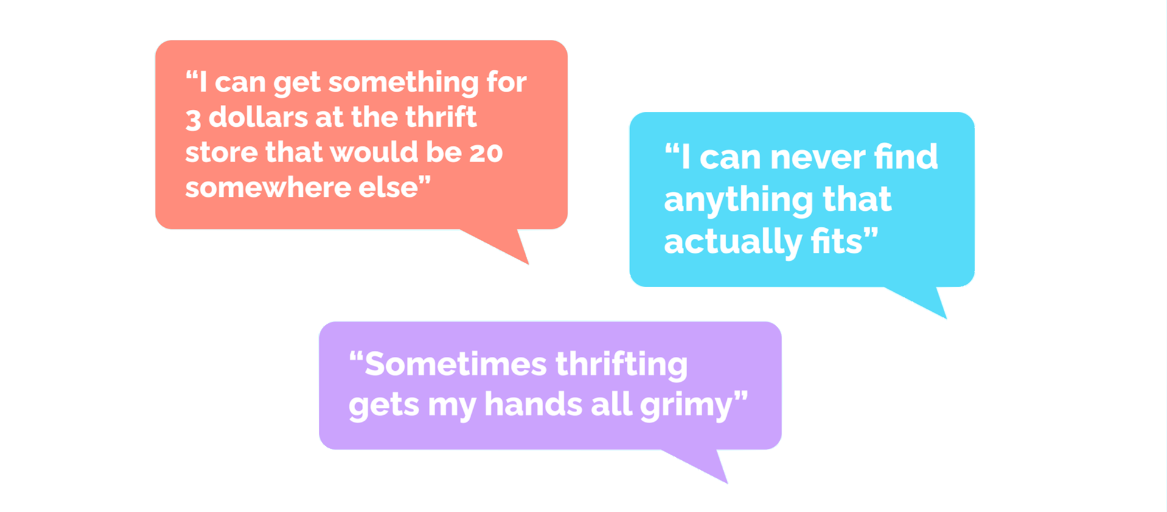 “I can get something for
3 dollars at the thrift
store that would be 20
somewhere else”
“I can never find
anything that
actually fits”
“Sometimes thrifting
gets my hands all grimy”